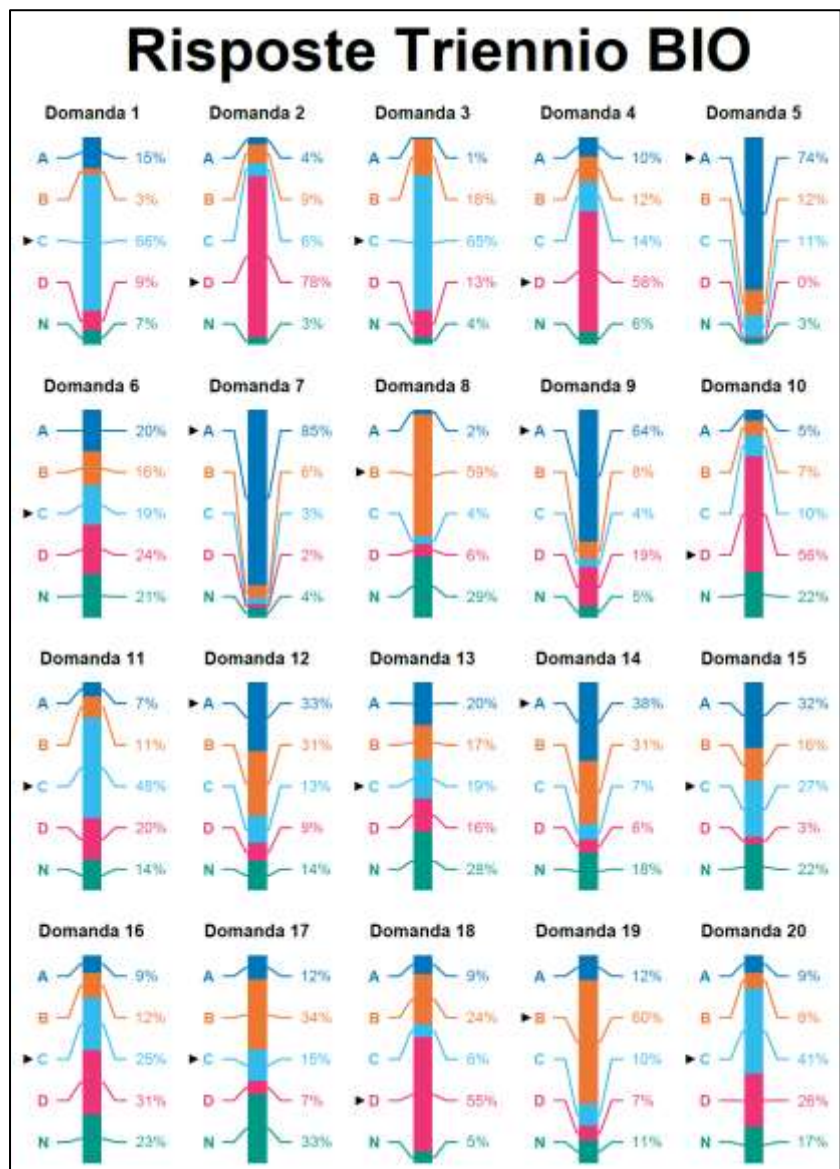 Risposte Triennio BIO
Domanda 1 Domanda 2 Domanda 3 Domanda 4 Domanda 5
A 15% A 4% A 1% A 10% A 74%
B 3% B 9% B 18% B 12% B 12%
C 66% C 6% C 65% C 14% C 11%
D 9% D 78% D 13% D 58% D 0%
N 7% N 3% N 4% N 6% N 3%
Domanda 6 Domanda 7 Domanda 8 Domanda 9 Domanda 10
A 20% A 85% A 2% A 64% A 5%
B 16% B 6% B 59% B 8% B 7%
C 19% C 3% C 4% C 4% C 10%
D 24% D 2% D 6% D 19% D 56%
N 21% N 4% N 29% N 5% N 22%
Domanda 11 Domanda 12 Domanda 13 Domanda 14 Domanda 15
A 7% A 33% A 20% A 38% A 32%
B 11% B 31% B 17% B 31% B 16%
C 48% C 13% C 19% C 7% C 27%
D 20% D 9% D 16% D 6% D 3%
N 14% N 14% N 28% N 18% N 22%
Domanda 16 Domanda 17 Domanda 18 Domanda 19 Domanda 20
A 9% A 12% A 9% A 12% A 9%
B 12% B 34% B 24% B 60% B 8%
C 25% C 15% C 6% C 10% C 41%
D 31% D 7% D 55% D 7% D 26%
N 23% N 33% N 5% N 11% N 17%